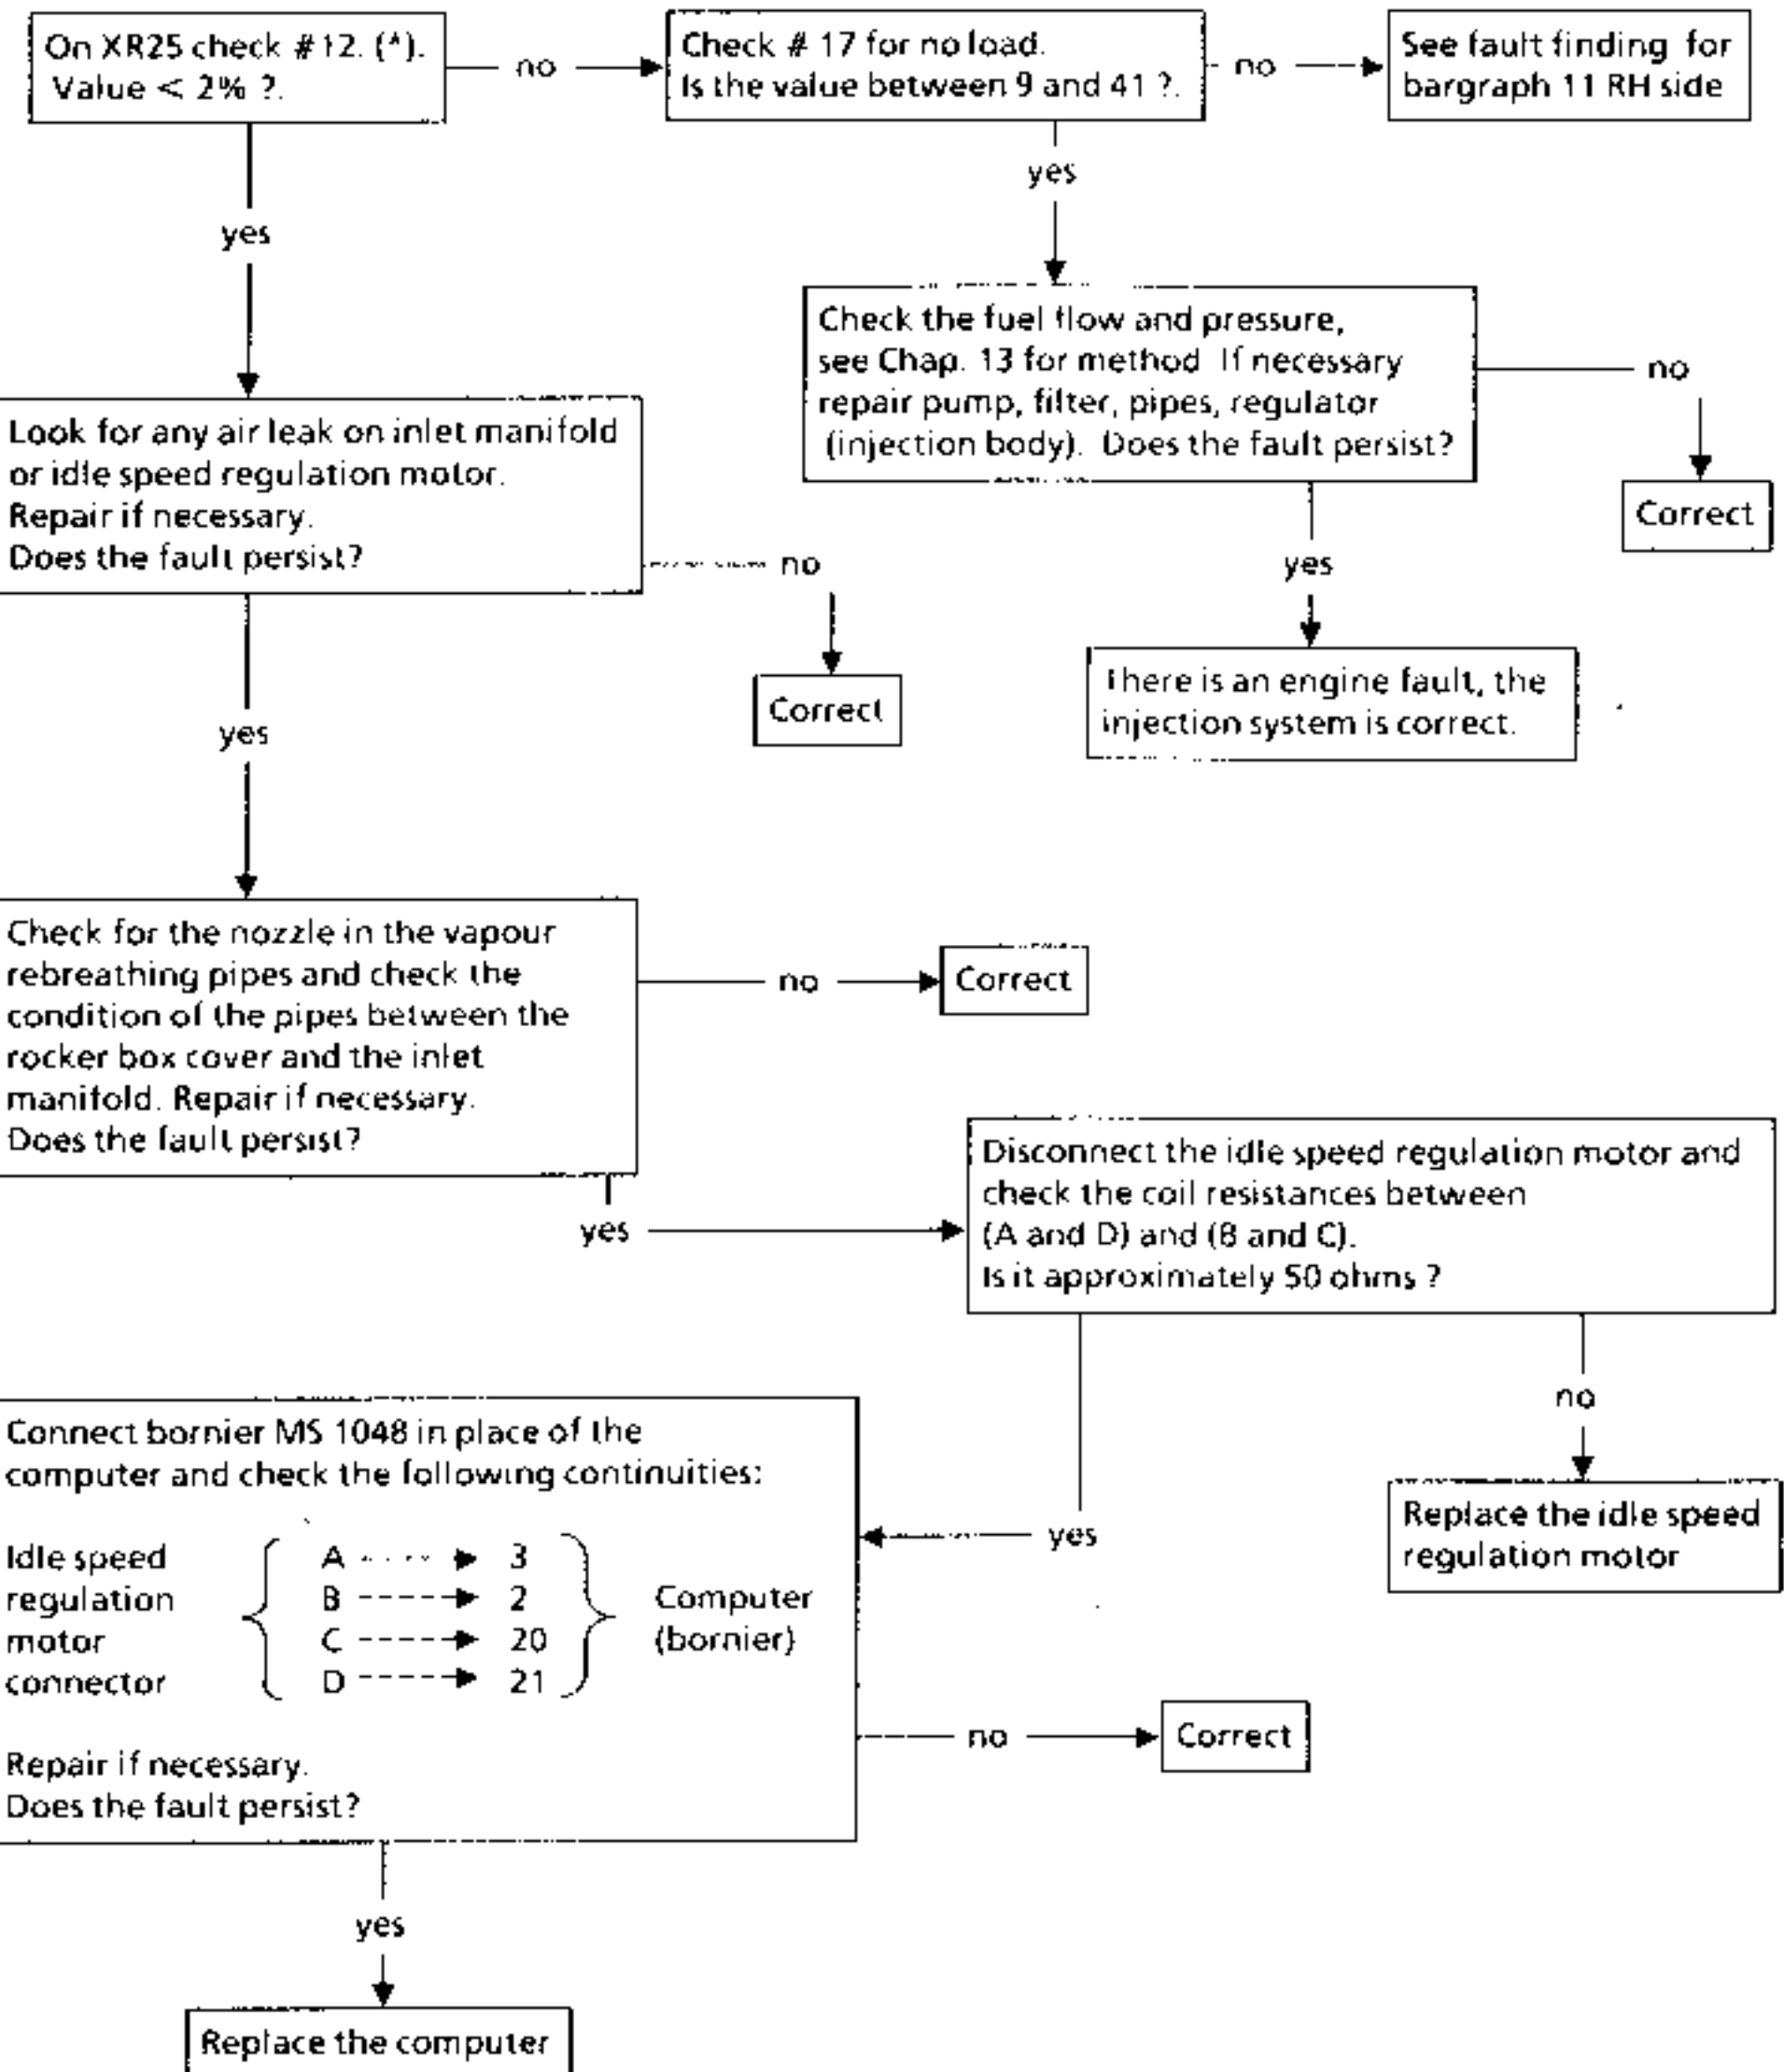 On XR25 check #12. (*).
Value < 2% ?.
no
Check # 17 for no load.
Is the value between 9 and 41 ?.
no
See fault finding for
bargraph 11 RH side
yes
yes
Check the fuel flow and pressure,
see Chap. 13 for method If necessary
repair pump, filter, pipes, regulator
(injection body). Does the fault persist?
no
Correct
Look for any air leak on inlet manifold
or idle speed regulation motor.
Repair if necessary.
Does the fault persist?
no
Correct
yes
There is an engine fault, the
injection system is correct.
yes
Check for the nozzle in the vapour
rebreathing pipes and check the
condition of the pipes between the
rocker box cover and the inlet
manifold. Repair if necessary.
Does the fault persist?
no
Correct
yes
Disconnect the idle speed regulation motor and
check the coil resistances between
(A and D) and (B and C).
Is it approximately 50 ohms ?
no
Replace the idle speed
regulation motor
yes
Connect bornier MS 1048 in place of the
computer and check the following continuities:
Idle speed
regulation
motor
connector
A 3
B 2
C 20
D 21
Computer
(bornier)
Repair if necessary.
Does the fault persist?
no
Correct
yes
Replace the computer